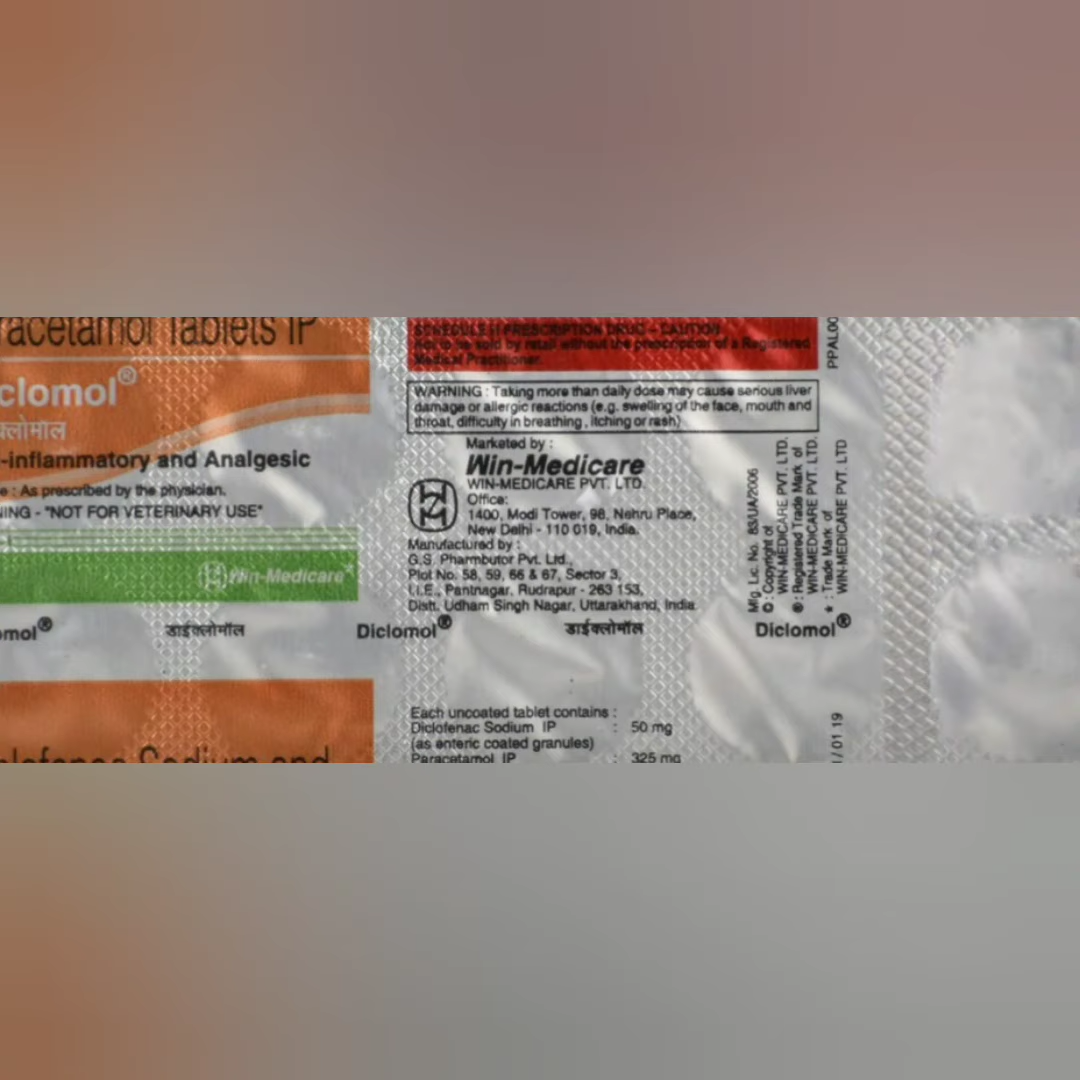 racetamol Tablets IP
clomol®
क्लोमॉल
-inflammatory and Analgesic
e : As prescribed by the physician.
NING - "NOT FOR VETERINARY USE"
Win-Medicare*
omol® डाईक्लोमॉल Diclomol® डाईक्लोमॉल Diclomol®
Sodium and
SCHEDULE H PRESCRIPTION DRUG - CAUTION
Not to be sold by retail without the prescription of a Registered
Medical Practitioner.
WARNING : Taking more than daily dose may cause serious liver
damage or allergic reactions (e.g. swelling of the face, mouth and
throat, difficulty in breathing , itching or rash)
Marketed by :
Win-Medicare
WIN-MEDICARE PVT. LTD.
Office:
1400, Modi Tower, 98, Nehru Place,
New Delhi - 110 019, India.
Manufactured by :
G.S. Pharmbutor Pvt. Ltd.,
Plot No. 58, 59, 66 & 67, Sector 3,
I.I.E., Pantnagar, Rudrapur - 263 153,
Distt. Udham Singh Nagar, Uttarakhand, India.
Mfg. Lic. No. 83/UA/2006
© : Copyright of
WIN-MEDICARE PVT. LTD.
® : Registered Trade Mark of
WIN-MEDICARE PVT. LTD.
* : Trade Mark of
WIN-MEDICARE PVT. LTD
PPAL00
Each uncoated tablet contains :
Diclofenac Sodium IP : 50 mg
(as enteric coated granules)
Paracetamol IP : 325 mg
/ 01 19